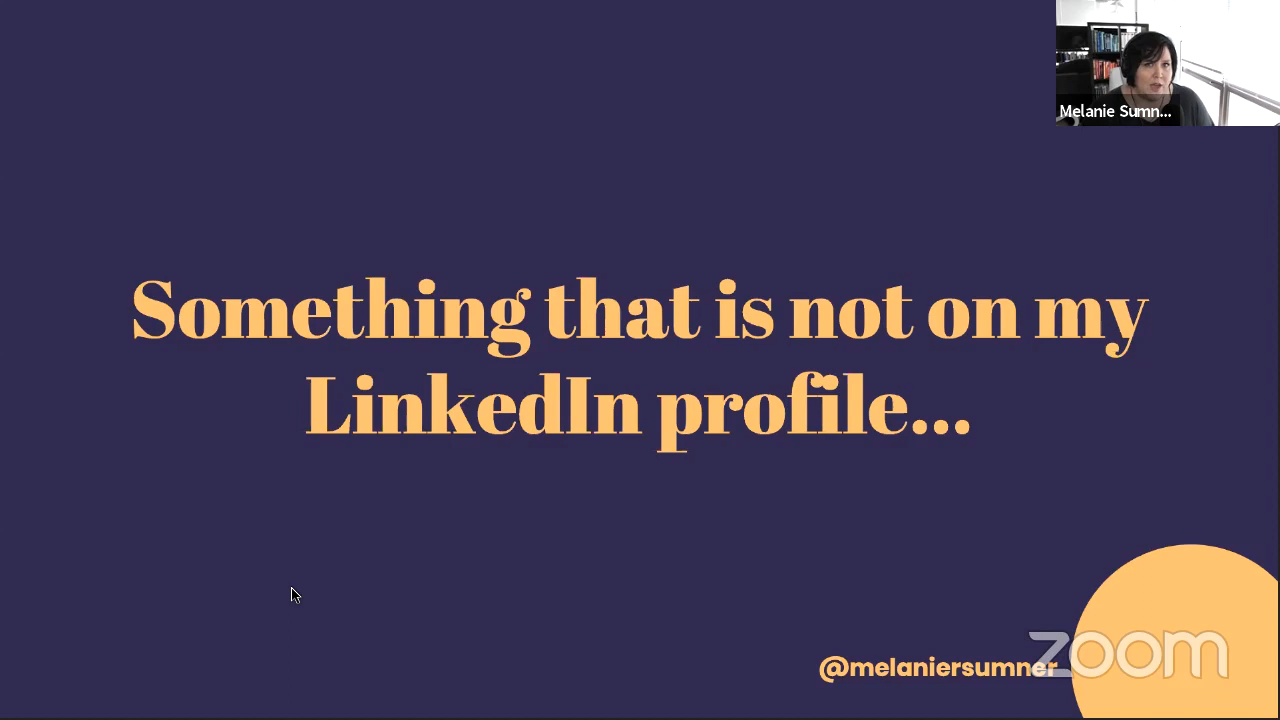 Melanie Sumn...
Something that is not on my
LinkedIn profile...
@melaniersumner
zoom